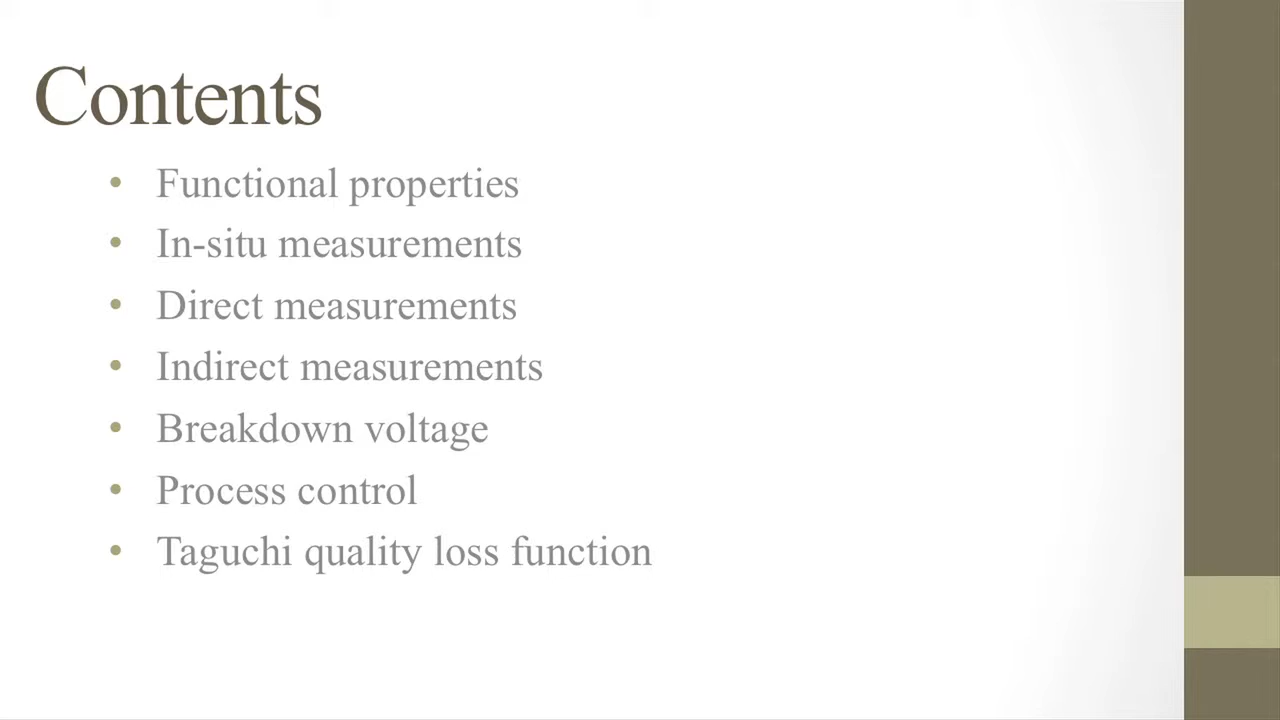 Contents
• Functional properties
• In-situ measurements
• Direct measurements
• Indirect measurements
• Breakdown voltage
• Process control
• Taguchi quality loss function